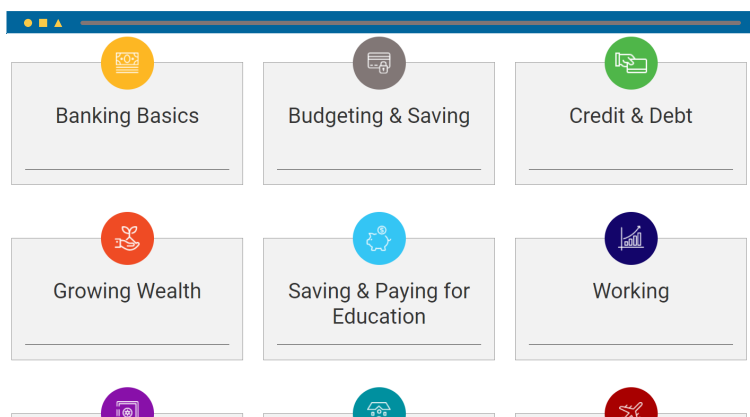 Banking Basics
Budgeting & Saving
Credit & Debt
Growing Wealth
Saving & Paying for
Education
Working